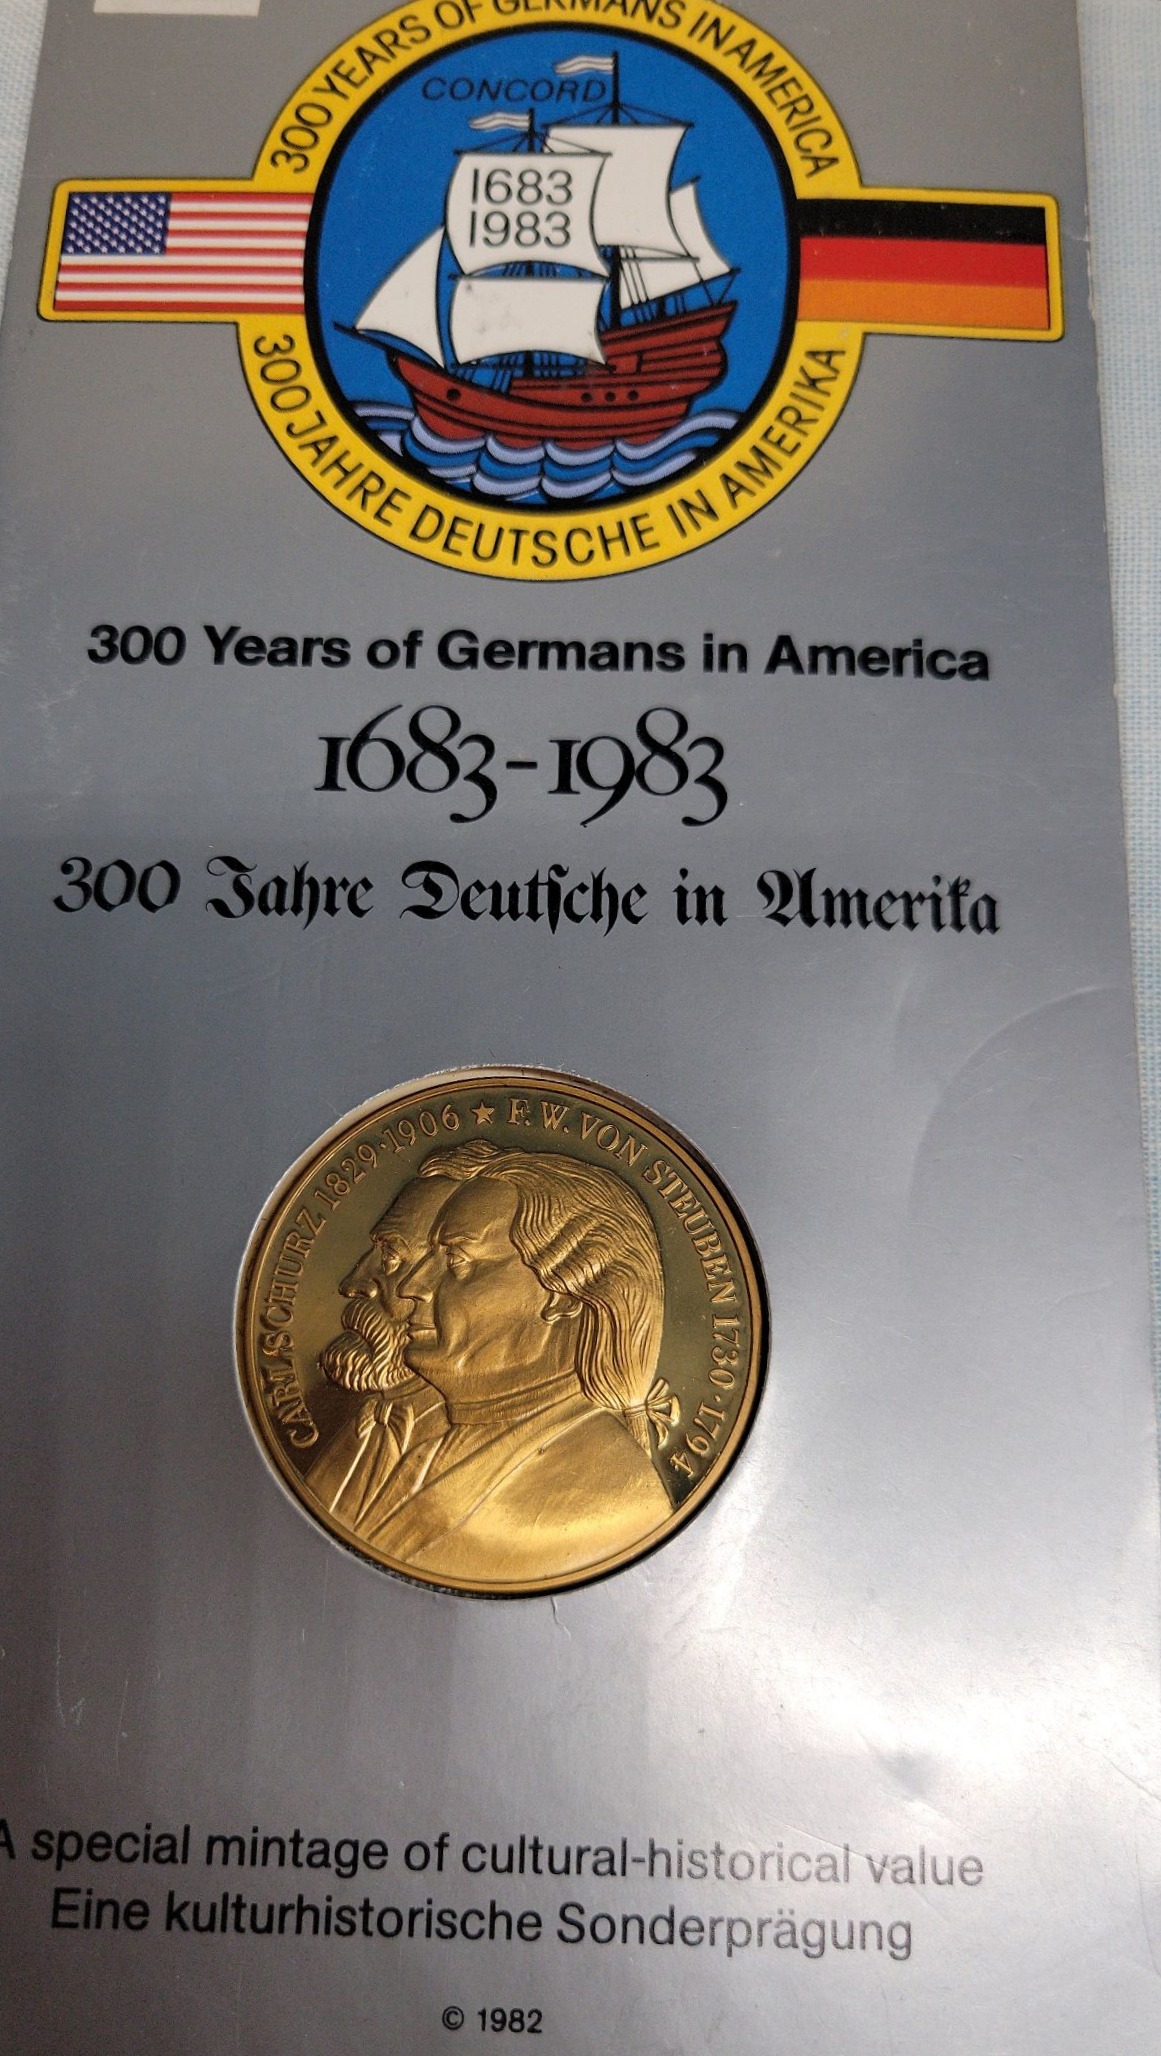 300 YEARS OF GERMANS IN AMERICA
CONCORD
1683
1983
300 JAHRE DEUTSCHE IN AMERIKA
300 Years of Germans in America
1683-1983
300 Jahre Deutſche in Amerika
CARL SCHURZ 1829·1906 ★ F. W. VON STEUBEN 1730·1794
A special mintage of cultural-historical value
Eine kulturhistorische Sonderprägung
© 1982